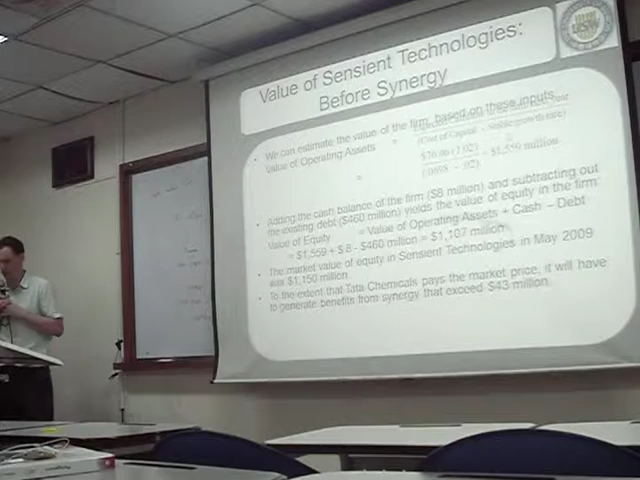 Value of Sensient Technologies:
Before Synergy
We can estimate the value of the firm, based on these inputs
Value of Operating Assets =
(Cost of Capital - Stable growth rate)
= = $1,559 million
Adding the cash balance of the firm ($8 million) and subtracting out
the existing debt ($460 million) yields the value of equity in the firm
Value of Equity = Value of Operating Assets + Cash – Debt
= $1,559 + $ 8 - $460 million = $1,107 million
The market value of equity in Sensient Technologies in May 2009
was $1,150 million
To the extent that Tata Chemicals pays the market price, it will have
to generate benefits from synergy that exceed $43 million